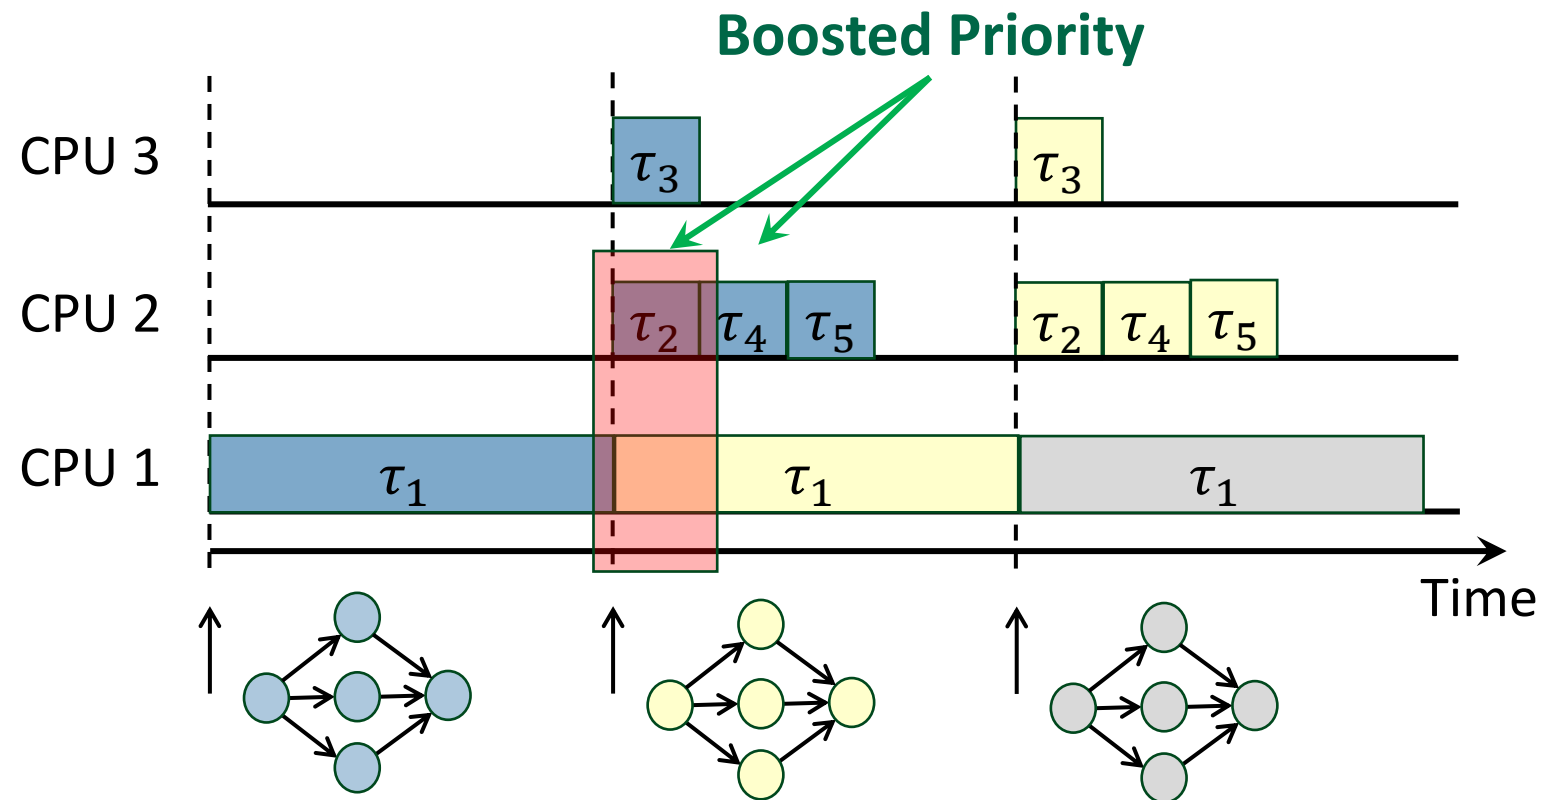 Boosted Priority
CPU 3
τ₃
τ₃
CPU 2
τ₂ τ₄ τ₅
τ₂ τ₄ τ₅
CPU 1
τ₁
τ₁
τ₁
Time